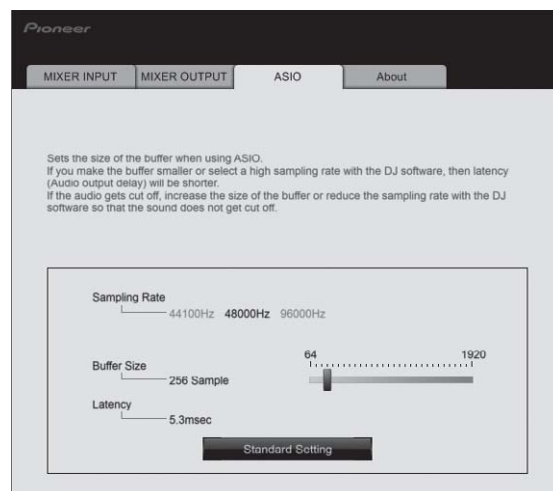 Pioneer
MIXER INPUT MIXER OUTPUT ASIO About
Sets the size of the buffer when using ASIO.
If you make the buffer smaller or select a high sampling rate with the DJ software, then latency
(Audio output delay) will be shorter.
If the audio gets cut off, increase the size of the buffer or reduce the sampling rate with the DJ
software so that the sound does not get cut off.
Sampling Rate
44100Hz 48000Hz 96000Hz
64 1920
Buffer Size
256 Sample
Latency
5.3msec
Standard Setting